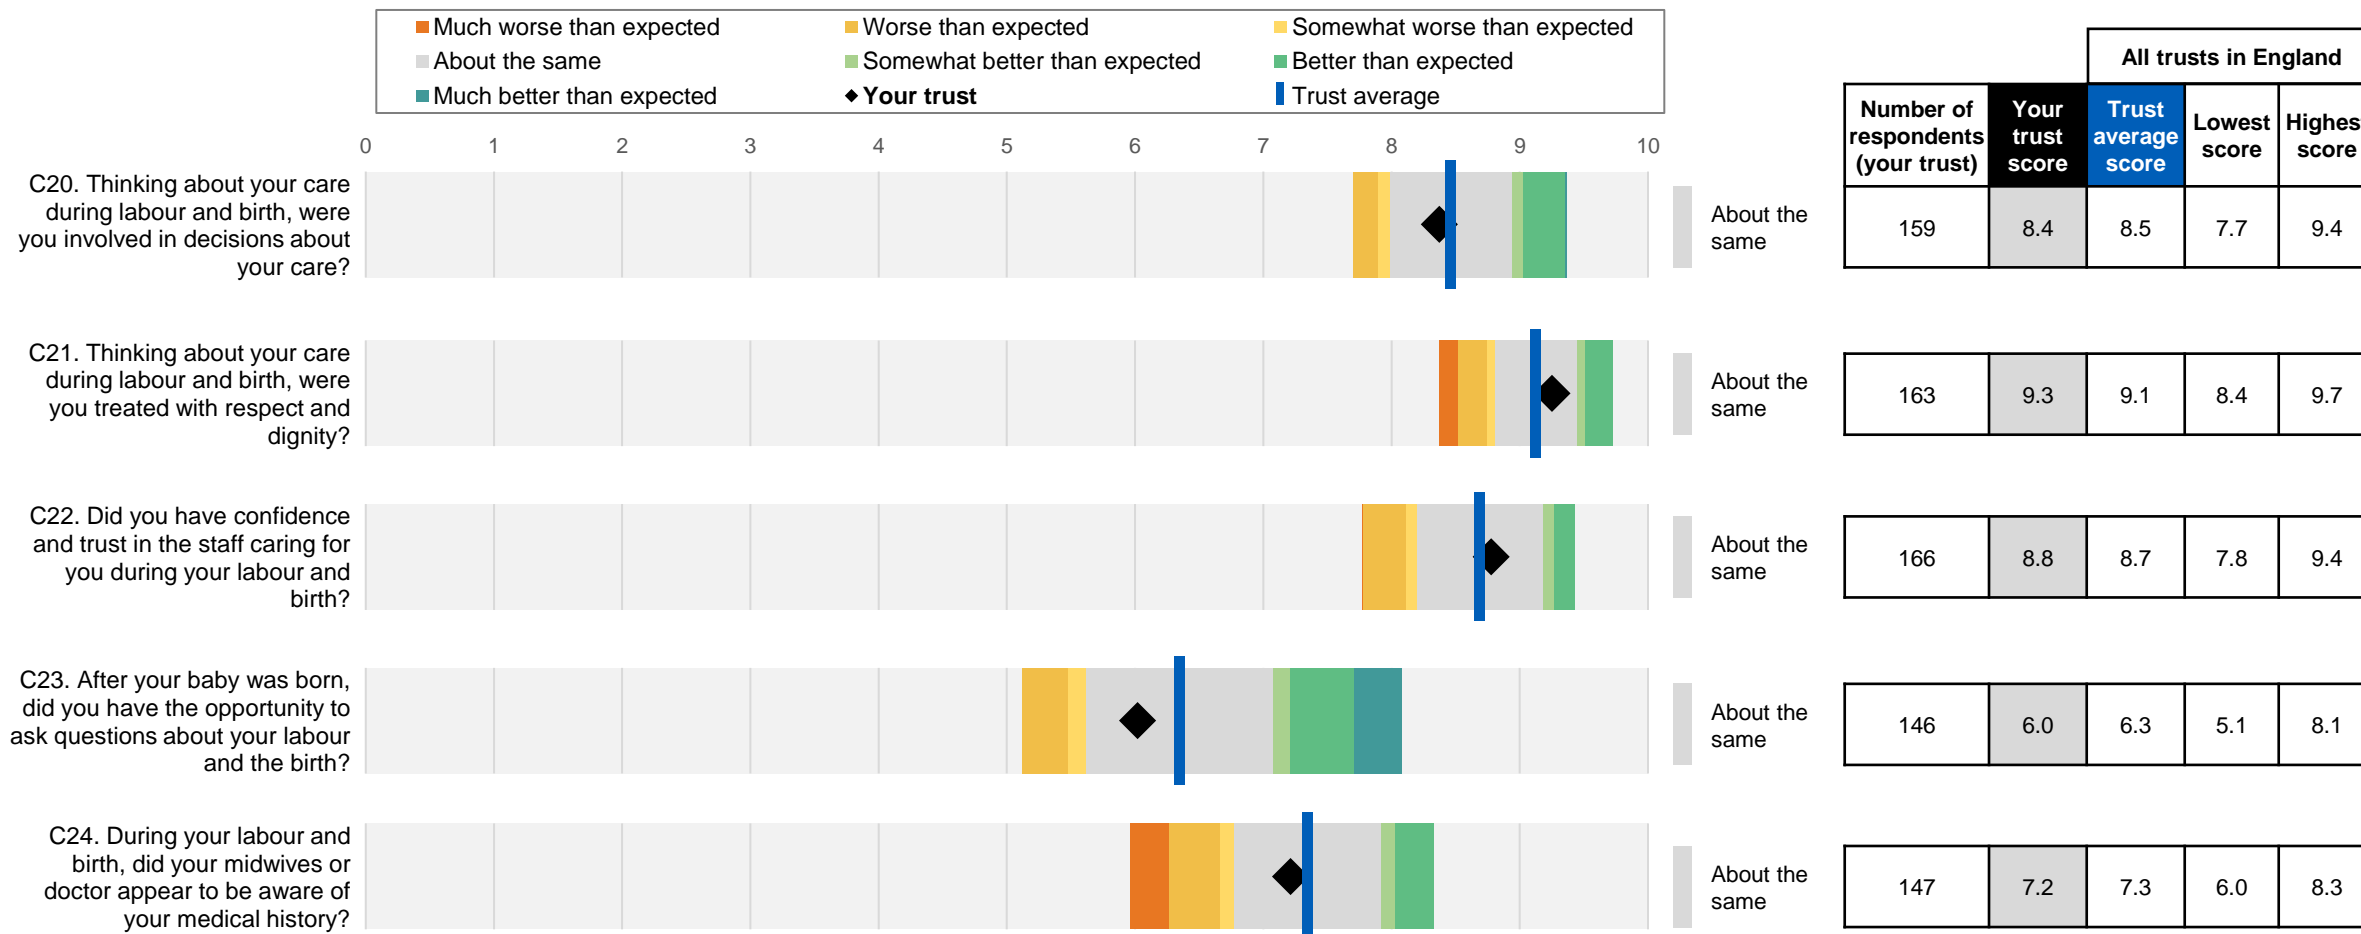 Much worse than expected
Worse than expected
Somewhat worse than expected
About the same
Somewhat better than expected
Better than expected
Much better than expected
Your trust
Trust average
All trusts in England
Number of
respondents
(your trust)
Your
trust
score
Trust
average
score
Lowest
score
Highest
score
0 1 2 3 4 5 6 7 8 9 10
C20. Thinking about your care
during labour and birth, were
you involved in decisions about
your care?
About the
same
159 8.4 8.5 7.7 9.4
C21. Thinking about your care
during labour and birth, were
you treated with respect and
dignity?
About the
same
163 9.3 9.1 8.4 9.7
C22. Did you have confidence
and trust in the staff caring for
you during your labour and
birth?
About the
same
166 8.8 8.7 7.8 9.4
C23. After your baby was born,
did you have the opportunity to
ask questions about your labour
and the birth?
About the
same
146 6.0 6.3 5.1 8.1
C24. During your labour and
birth, did your midwives or
doctor appear to be aware of
your medical history?
About the
same
147 7.2 7.3 6.0 8.3